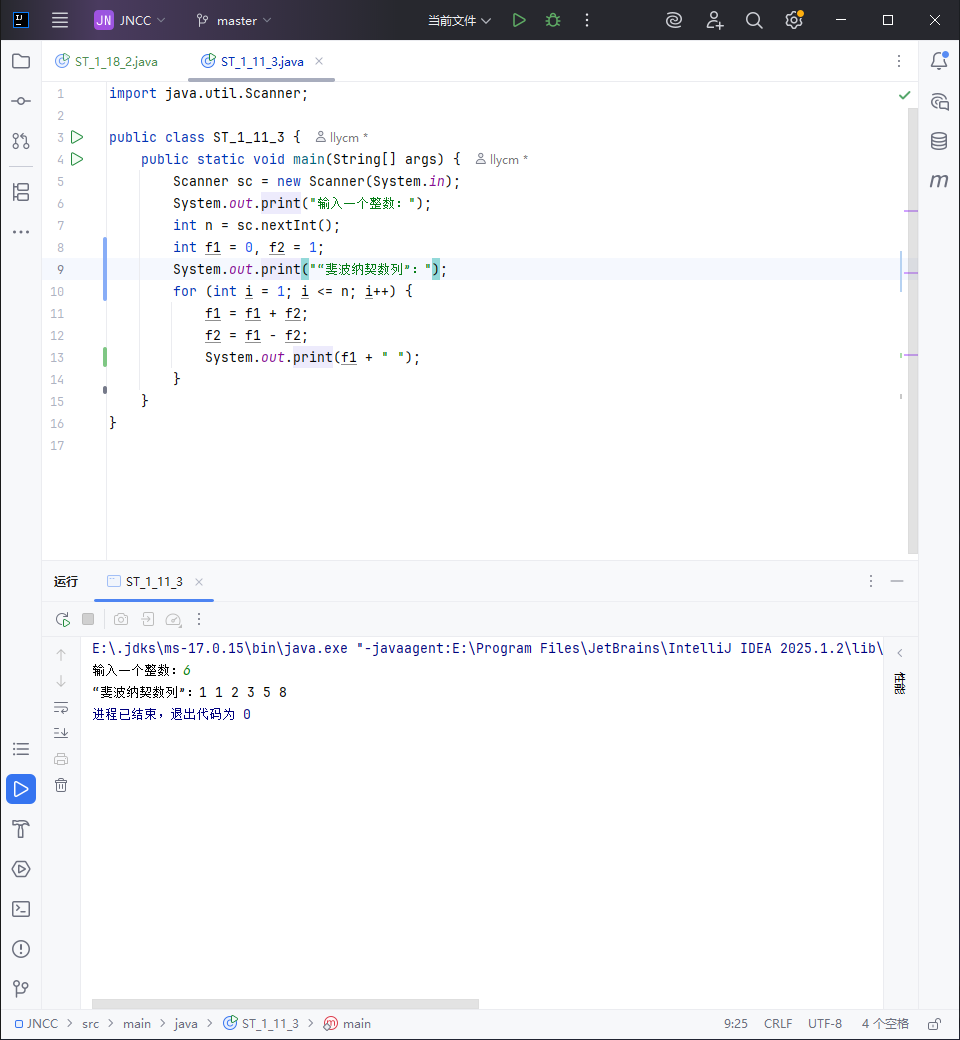 JN JNCC master 当前文件
ST_1_18_2.java ST_1_11_3.java
1 import java.util.Scanner;
2
3 public class ST_1_11_3 { llycm *
4 public static void main(String[] args) { llycm *
5 Scanner sc = new Scanner(System.in);
6 System.out.print("输入一个整数：");
7 int n = sc.nextInt();
8 int f1 = 0, f2 = 1;
9 System.out.print("“斐波纳契数列”：");
10 for (int i = 1; i <= n; i++) {
11 f1 = f1 + f2;
12 f2 = f1 - f2;
13 System.out.print(f1 + " ");
14 }
15 }
16 }
17
运行 ST_1_11_3
E:\.jdks\ms-17.0.15\bin\java.exe "-javaagent:E:\Program Files\JetBrains\IntelliJ IDEA 2025.1.2\lib\
输入一个整数：6
“斐波纳契数列”：1 1 2 3 5 8
进程已结束，退出代码为 0
JNCC src main java ST_1_11_3 main 9:25 CRLF UTF-8 4 个空格